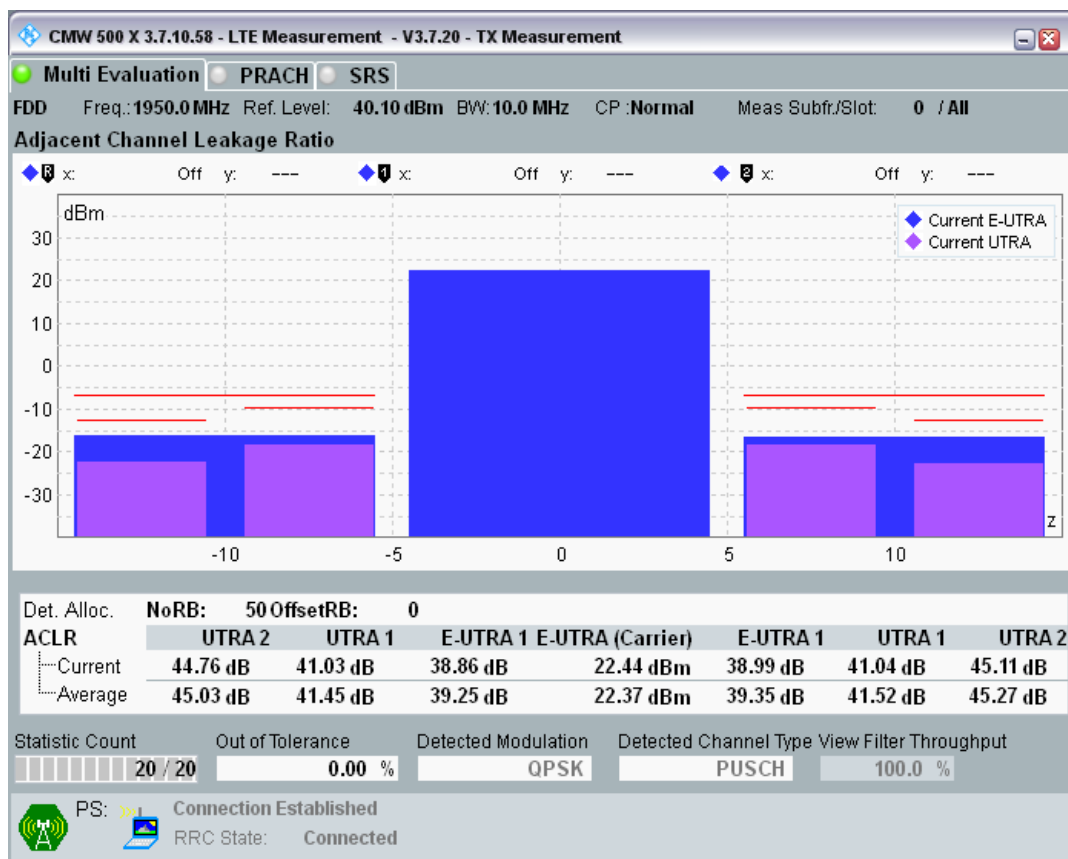 CMW 500 X 3.7.10.58 - LTE Measurement - V3.7.20 - TX Measurement
Multi Evaluation PRACH SRS
FDD Freq.: 1950.0 MHz Ref. Level: 40.10 dBm BW: 10.0 MHz CP :Normal Meas Subfr./Slot: 0 / All
Adjacent Channel Leakage Ratio
R x: Off y: --- 1 x: Off y: --- 2 x: Off y: ---
dBm
Current E-UTRA
Current UTRA
30
20
10
0
-10
-20
-30
z
-10 -5 0 5 10
Det. Alloc. NoRB: 50 OffsetRB: 0
ACLR UTRA 2 UTRA 1 E-UTRA 1 E-UTRA (Carrier) E-UTRA 1 UTRA 1 UTRA 2
Current 44.76 dB 41.03 dB 38.86 dB 22.44 dBm 38.99 dB 41.04 dB 45.11 dB
Average 45.03 dB 41.45 dB 39.25 dB 22.37 dBm 39.35 dB 41.52 dB 45.27 dB
Statistic Count Out of Tolerance Detected Modulation Detected Channel Type View Filter Throughput
20 / 20 0.00 % QPSK PUSCH 100.0 %
PS: Connection Established
RRC State: Connected